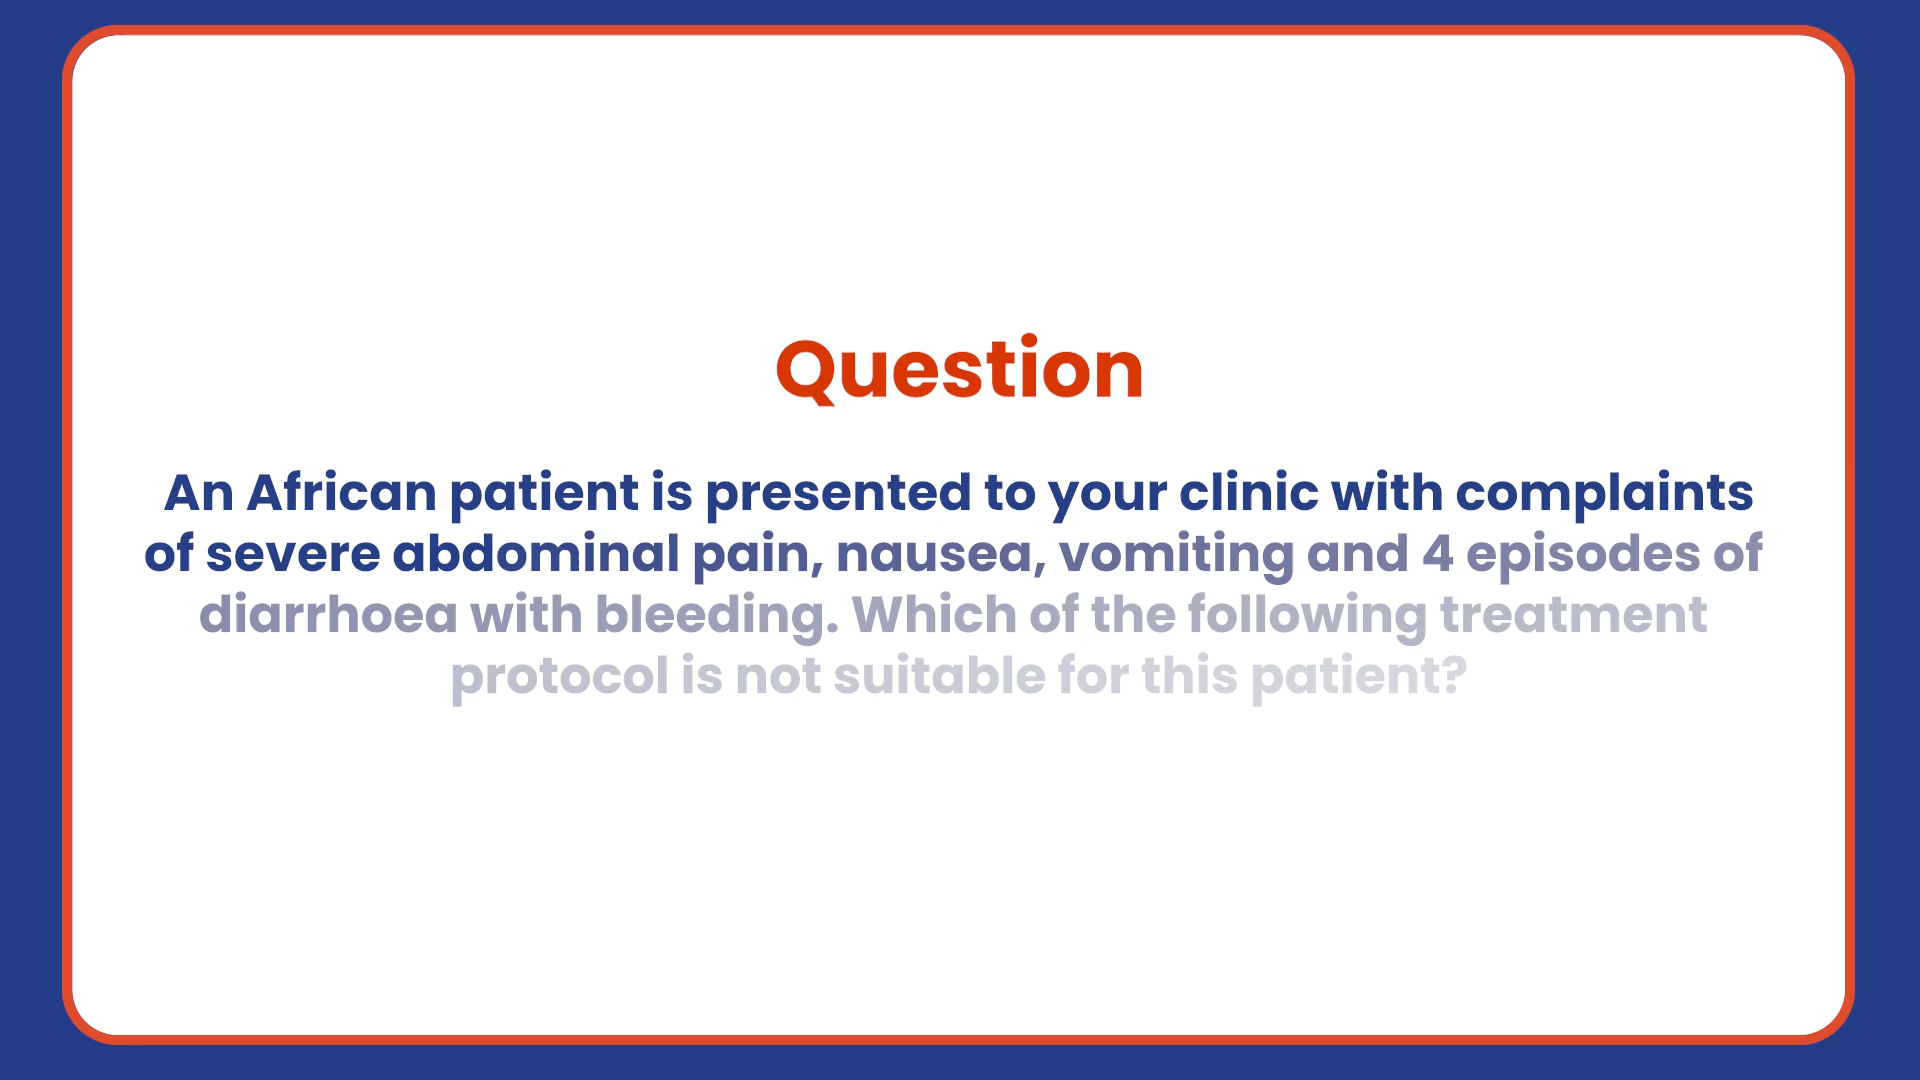 Question
An African patient is presented to your clinic with complaints
of severe abdominal pain, nausea, vomiting and 4 episodes of
diarrhoea with bleeding. Which of the following treatment
protocol is not suitable for this patient?